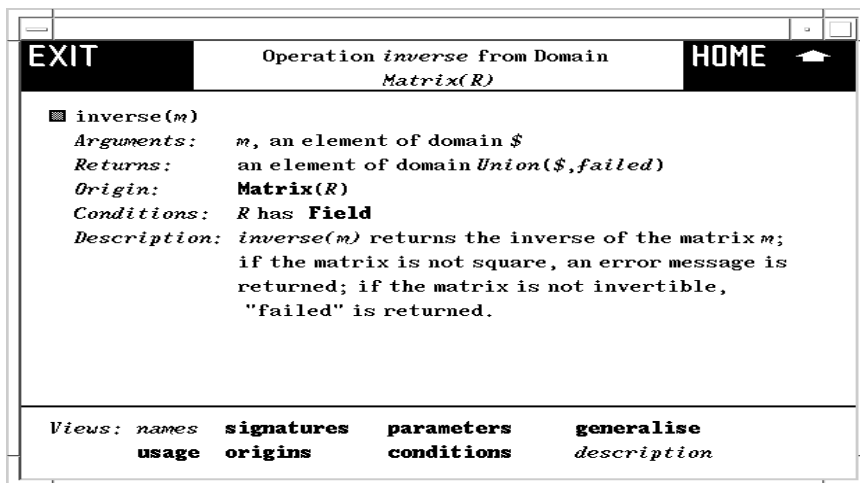 EXIT Operation inverse from Domain HOME
Matrix(R)
inverse(m)
Arguments: m, an element of domain $
Returns: an element of domain Union($,failed)
Origin: Matrix(R)
Conditions: R has Field
Description: inverse(m) returns the inverse of the matrix m;
if the matrix is not square, an error message is
returned; if the matrix is not invertible,
"failed" is returned.
Views: names signatures parameters generalise
usage origins conditions description